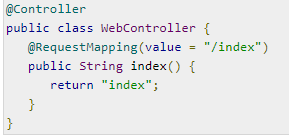 @Controller
public class WebController {
   @RequestMapping(value = "/index")
   public String index() {
      return "index";
   }
}